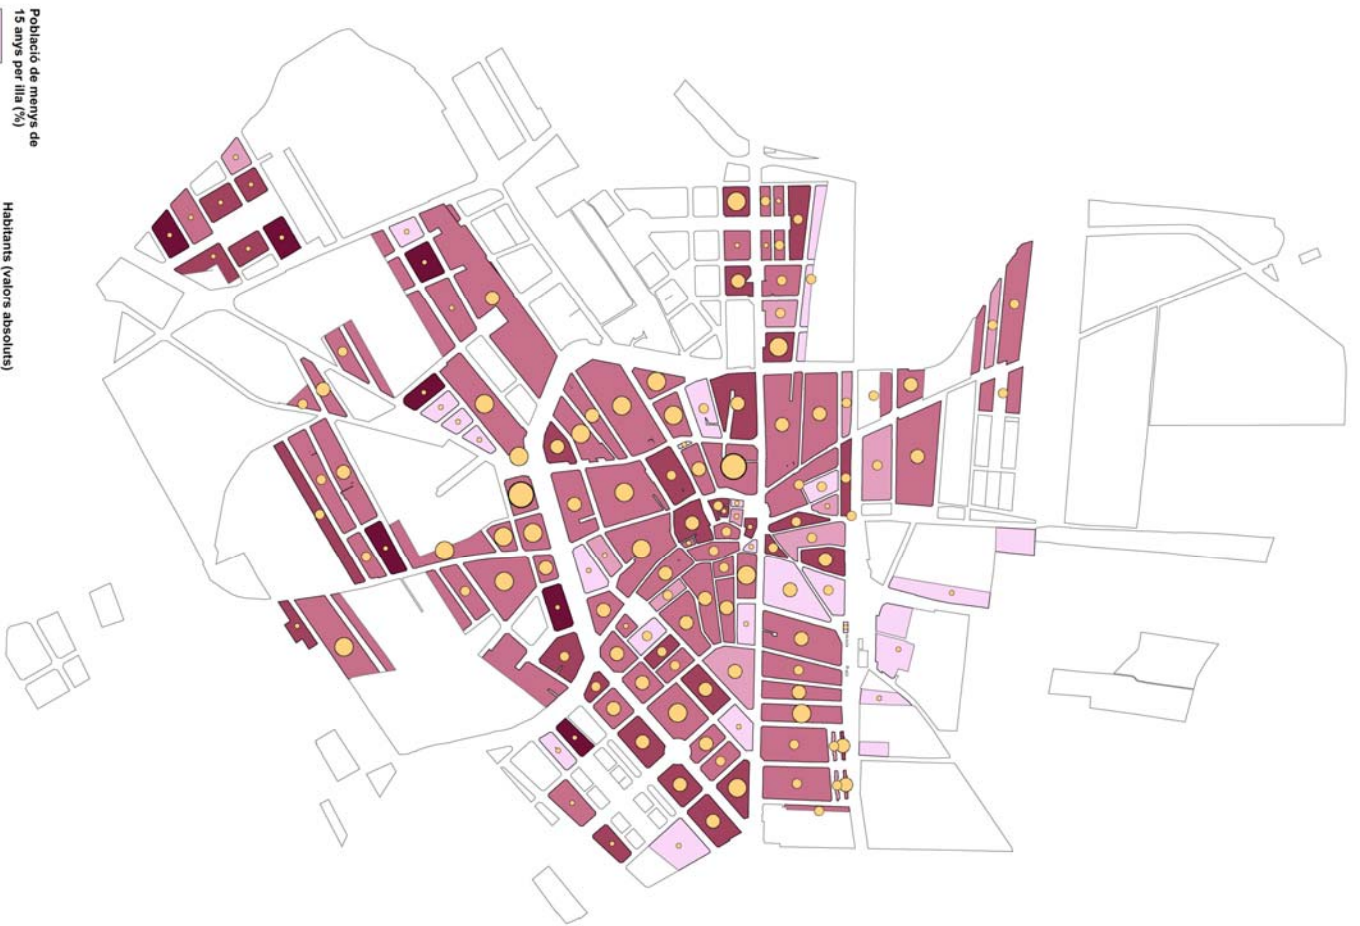 Població de menys de
15 anys per illa (%)
Habitants (valors absoluts)